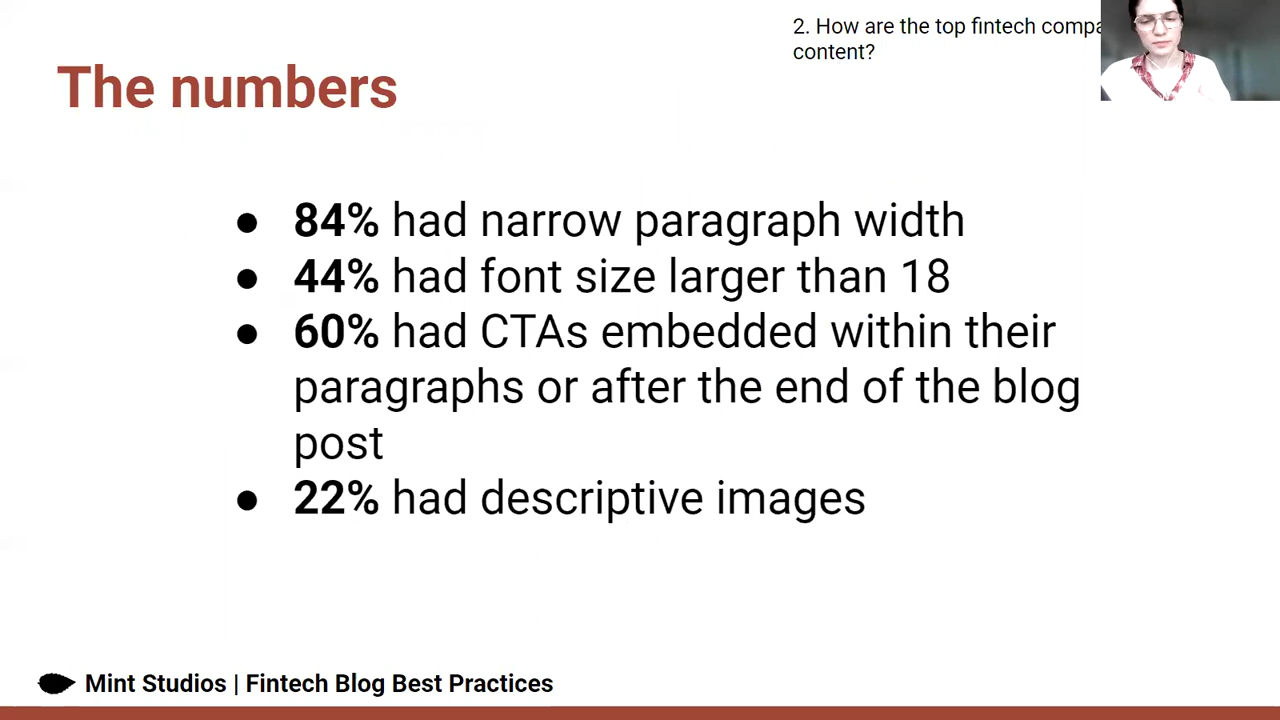 2. How are the top fintech
content?
The numbers
● 84% had narrow paragraph width
● 44% had font size larger than 18
● 60% had CTAs embedded within their
paragraphs or after the end of the blog
post
● 22% had descriptive images
Mint Studios | Fintech Blog Best Practices